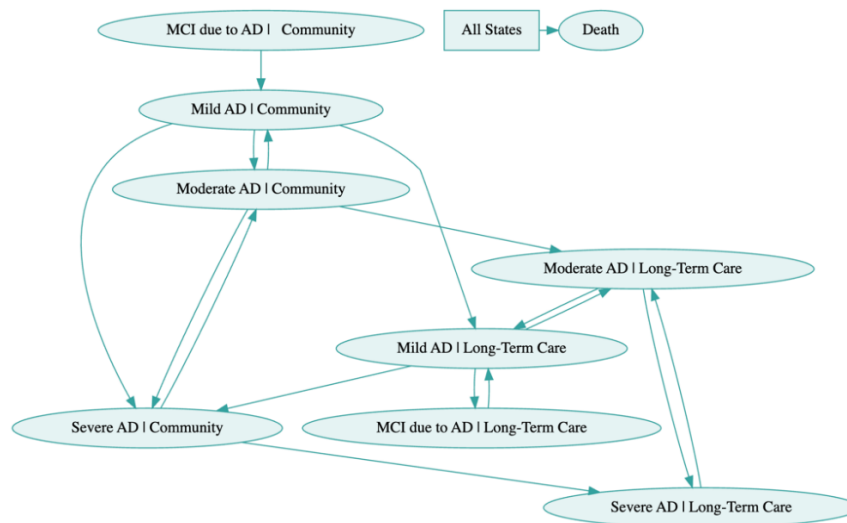 MCI due to AD | Community
All States
Death
Mild AD | Community
Moderate AD | Community
Moderate AD | Long-Term Care
Mild AD | Long-Term Care
Severe AD | Community
MCI due to AD | Long-Term Care
Severe AD | Long-Term Care